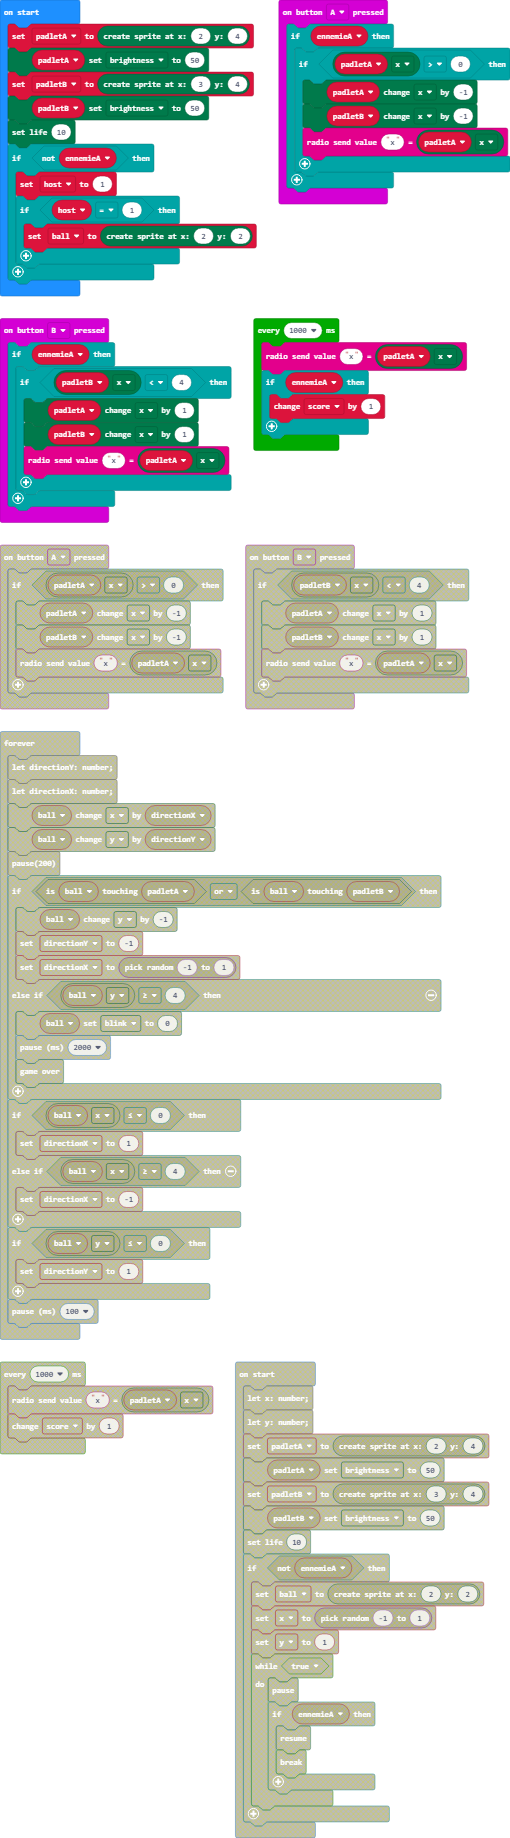 on start
set padletA to create sprite at x: 2 y: 4
padletA set brightness to 50
set padletB to create sprite at x: 3 y: 4
padletB set brightness to 50
set life 10
if not ennemieA then
set host to 1
if host = 1 then
set ball to create sprite at x: 2 y: 2
on button A pressed
if ennemieA then
if padletA x > 0 then
padletA change x by -1
padletB change x by -1
radio send value "x" = padletA x
on button B pressed
if ennemieA then
if padletB x < 4 then
padletA change x by 1
padletB change x by 1
radio send value "x" = padletA x
every 1000 ms
radio send value "x" = padletA x
if ennemieA then
change score by 1
on button A pressed
if padletA x > 0 then
padletA change x by -1
padletB change x by -1
radio send value "x" = padletA x
on button B pressed
if padletB x < 4 then
padletA change x by 1
padletB change x by 1
radio send value "x" = padletA x
forever
let directionY: number;
let directionX: number;
ball change x by directionX
ball change y by directionY
pause(200)
if is ball touching padletA or is ball touching padletB then
ball change y by -1
set directionY to -1
set directionX to pick random -1 to 1
else if ball y ≥ 4 then
ball set blink to 0
pause (ms) 2000
game over
if ball x ≤ 0 then
set directionX to 1
else if ball x ≥ 4 then
set directionX to -1
if ball y ≤ 0 then
set directionY to 1
pause (ms) 100
every 1000 ms
radio send value "x" = padletA x
change score by 1
on start
let x: number;
let y: number;
set padletA to create sprite at x: 2 y: 4
padletA set brightness to 50
set padletB to create sprite at x: 3 y: 4
padletB set brightness to 50
set life 10
if not ennemieA then
set ball to create sprite at x: 2 y: 2
set x to pick random -1 to 1
set y to 1
while true
do
pause
if ennemieA then
resume
break